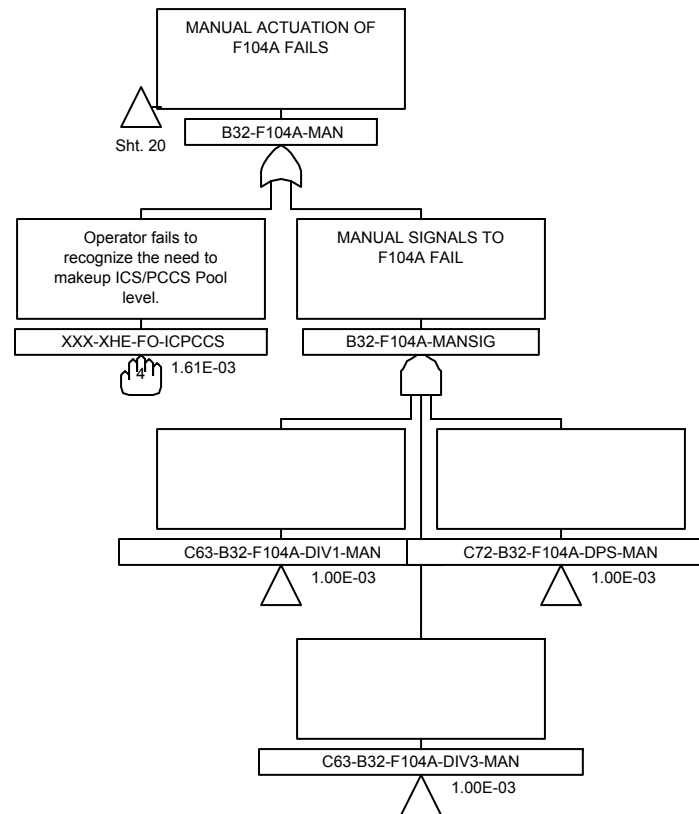 MANUAL ACTUATION OF
F104A FAILS
Sht. 20
B32-F104A-MAN
Operator fails to
recognize the need to
makeup ICS/PCCS Pool
level.
MANUAL SIGNALS TO
F104A FAIL
XXX-XHE-FO-ICPCCS
B32-F104A-MANSIG
4
1.61E-03
C63-B32-F104A-DIV1-MAN
C72-B32-F104A-DPS-MAN
1.00E-03
1.00E-03
C63-B32-F104A-DIV3-MAN
1.00E-03